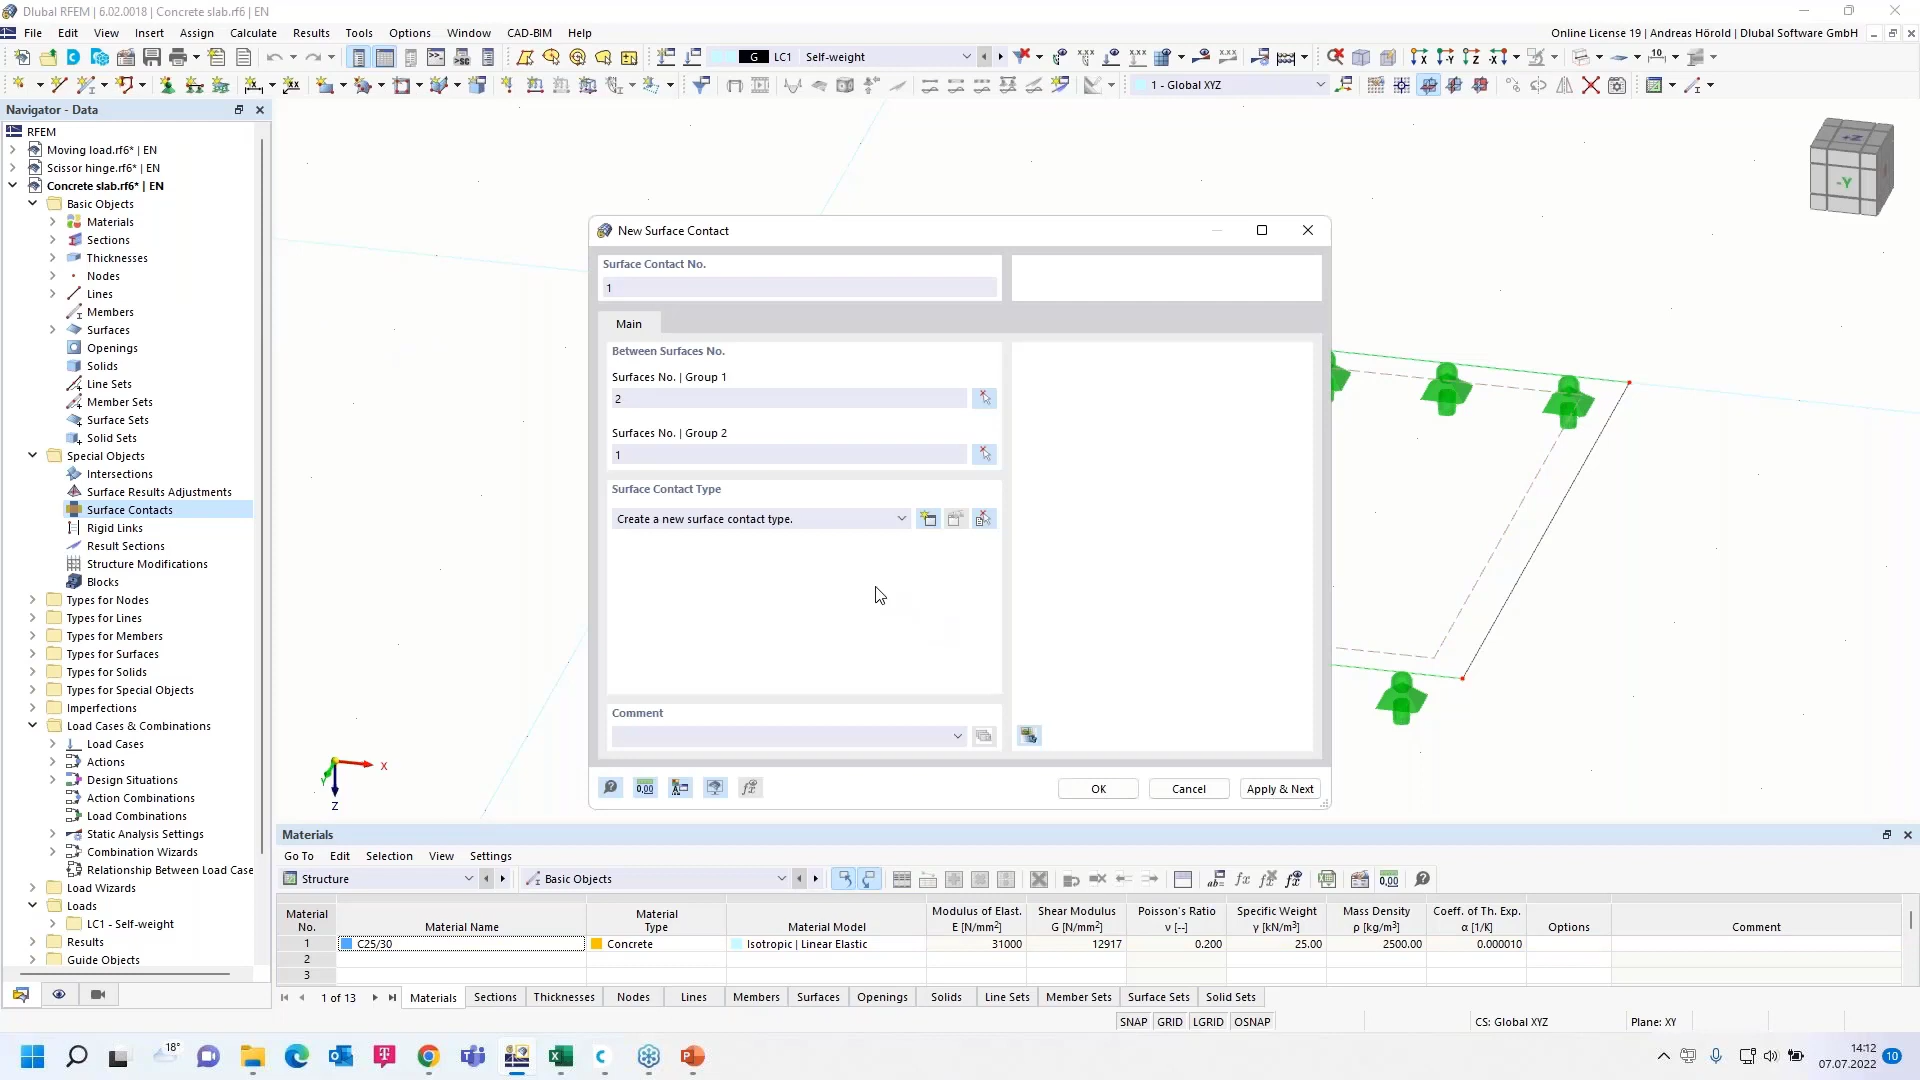 Dlubal RFEM | 6.02.0018 | Concrete slab.rf6 | EN
File Edit View Insert Assign Calculate Results Tools Options Window CAD-BIM Help
Online License 19 | Andreas Hörold | Dlubal Software GmbH
G LC1 Self-weight
1 - Global XYZ
Navigator - Data
RFEM
Moving load.rf6* | EN
Scissor hinge.rf6* | EN
Concrete slab.rf6* | EN
Basic Objects
Materials
Sections
Thicknesses
Nodes
Lines
Members
Surfaces
Openings
Solids
Line Sets
Member Sets
Surface Sets
Solid Sets
Special Objects
Intersections
Surface Results Adjustments
Surface Contacts
Rigid Links
Result Sections
Structure Modifications
Blocks
Types for Nodes
Types for Lines
Types for Members
Types for Surfaces
Types for Solids
Types for Special Objects
Imperfections
Load Cases & Combinations
Load Cases
Actions
Design Situations
Action Combinations
Load Combinations
Static Analysis Settings
Combination Wizards
Relationship Between Load Case
Load Wizards
Loads
LC1 - Self-weight
Results
Guide Objects
+Z
-Y
X
Y
Z
New Surface Contact
Surface Contact No.
1
Main
Between Surfaces No.
Surfaces No. | Group 1
2
Surfaces No. | Group 2
1
Surface Contact Type
Create a new surface contact type.
Comment
OK Cancel Apply & Next
Materials
Go To Edit Selection View Settings
Structure Basic Objects
Material No. Material Name Material Type Material Model Modulus of Elast. E [N/mm²] Shear Modulus G [N/mm²] Poisson's Ratio ν [--] Specific Weight γ [kN/m³] Mass Density ρ [kg/m³] Coeff. of Th. Exp. α [1/K] Options Comment
1 C25/30 Concrete Isotropic | Linear Elastic 31000 12917 0.200 25.00 2500.00 0.000010
2
3
1 of 13 Materials Sections Thicknesses Nodes Lines Members Surfaces Openings Solids Line Sets Member Sets Surface Sets Solid Sets
SNAP GRID LGRID OSNAP CS: Global XYZ Plane: XY
18°
14:12
07.07.2022
10